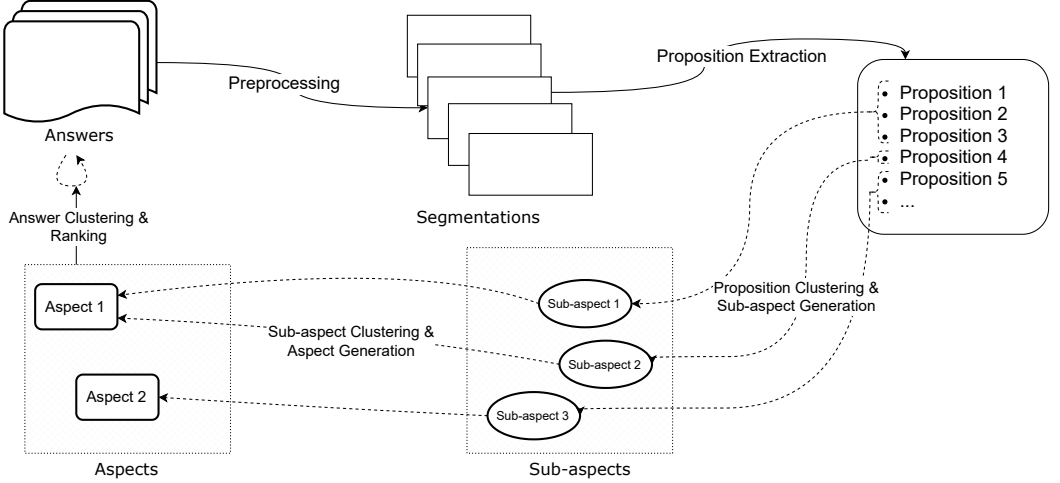 Answers
Preprocessing
Segmentations
Proposition Extraction
• Proposition 1
• Proposition 2
• Proposition 3
• Proposition 4
• Proposition 5
• ...
Proposition Clustering &
Sub-aspect Generation
Sub-aspect 1
Sub-aspect 2
Sub-aspect 3
Sub-aspects
Sub-aspect Clustering &
Aspect Generation
Aspect 1
Aspect 2
Aspects
Answer Clustering &
Ranking